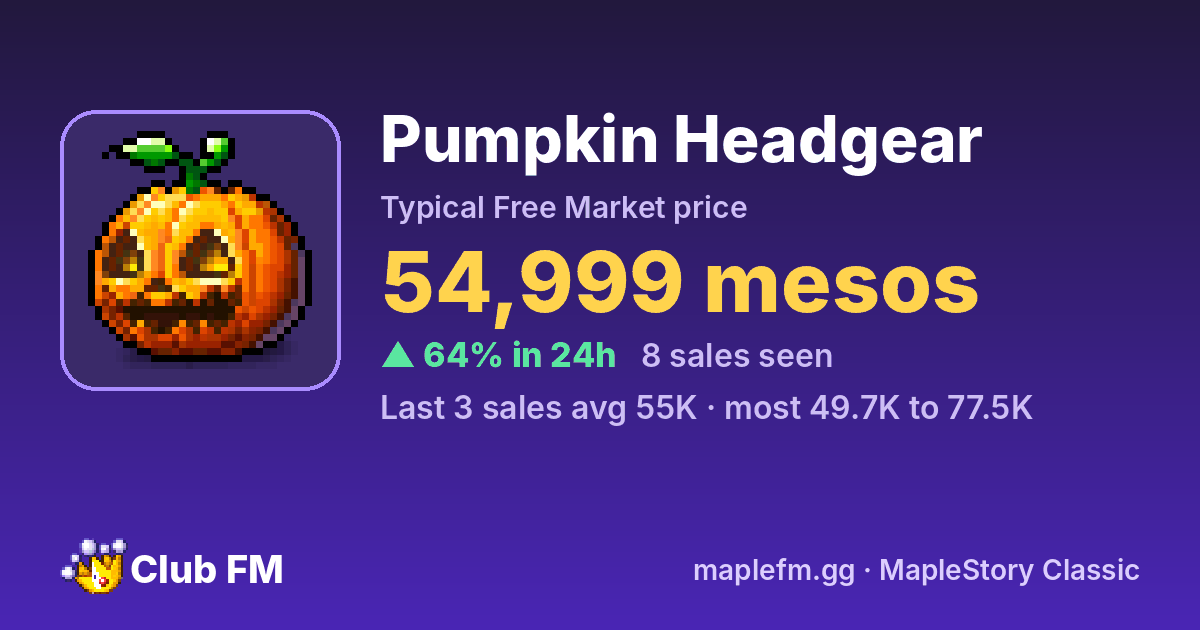 Pumpkin Headgear
Typical Free Market price
54,999 mesos
▲ 64% in 24h 8 sales seen
Last 3 sales avg 55K · most 49.7K to 77.5K
Club FM
maplefm.gg · MapleStory Classic